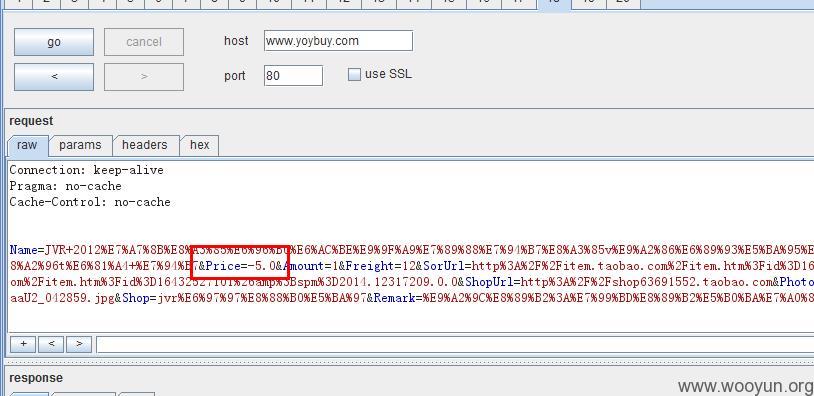 go cancel host www.yoybuy.com
< > port 80 use SSL
request
raw params headers hex
Connection: keep-alive
Pragma: no-cache
Cache-Control: no-cache
Name=JVR+2012%E7%A7%8B%E8%A3%85%E6%96%B0%E6%AC%BE%E9%9F%A9%E7%89%88%E7%94%B7%E8%A3%85v%E9%A2%86%E6%89%93%E5%BA%95%E
8%A2%96t%E6%81%A4+%E7%94%B7&Price=-5.0&Amount=1&Freight=12&SorUrl=http%3A%2F%2Fitem.taobao.com%2Fitem.htm%3Fid%3D16
om%2Fitem.htm%3Fid%3D16432527101%26amp%3Bspm%3D2014.12317209.0.0&ShopUrl=http%3A%2F%2Fshop63691552.taobao.com&Photo
aaU2_042859.jpg&Shop=jvr%E6%97%97%E8%88%B0%E5%BA%97&Remark=%E9%A2%9C%E8%89%B2%3A%E7%99%BD%E8%89%B2%E5%B0%BA%E7%A0%8
+ < >
response
www.wooyun.org